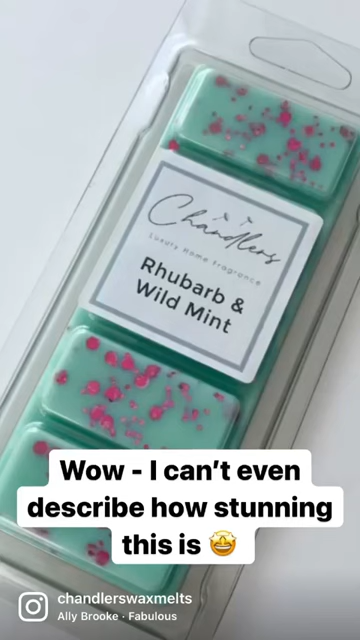 Chandlers
Luxury Home Fragrance
Rhubarb &
Wild Mint
Wow - I can't even
describe how stunning
this is 🤩
chandlerswaxmelts
Ally Brooke · Fabulous